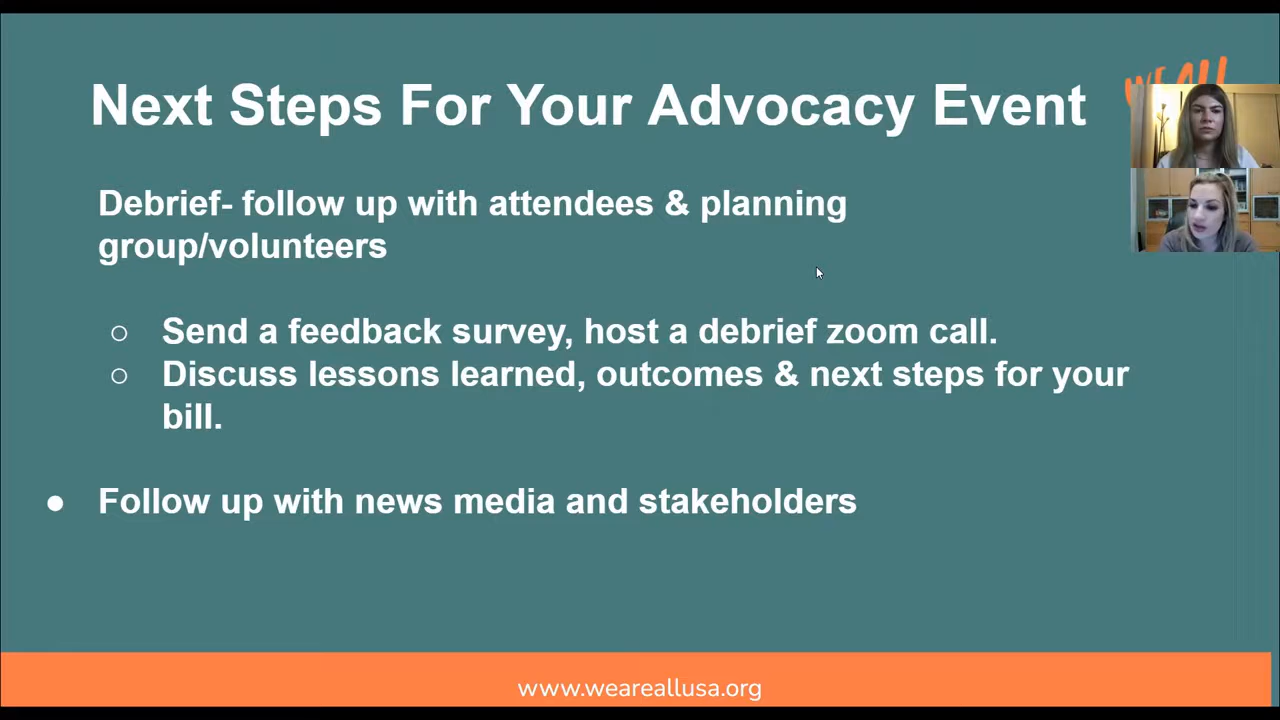 WE ALL
Next Steps For Your Advocacy Event
Debrief- follow up with attendees & planning
group/volunteers
○ Send a feedback survey, host a debrief zoom call.
○ Discuss lessons learned, outcomes & next steps for your
bill.
● Follow up with news media and stakeholders
www.weareallusa.org